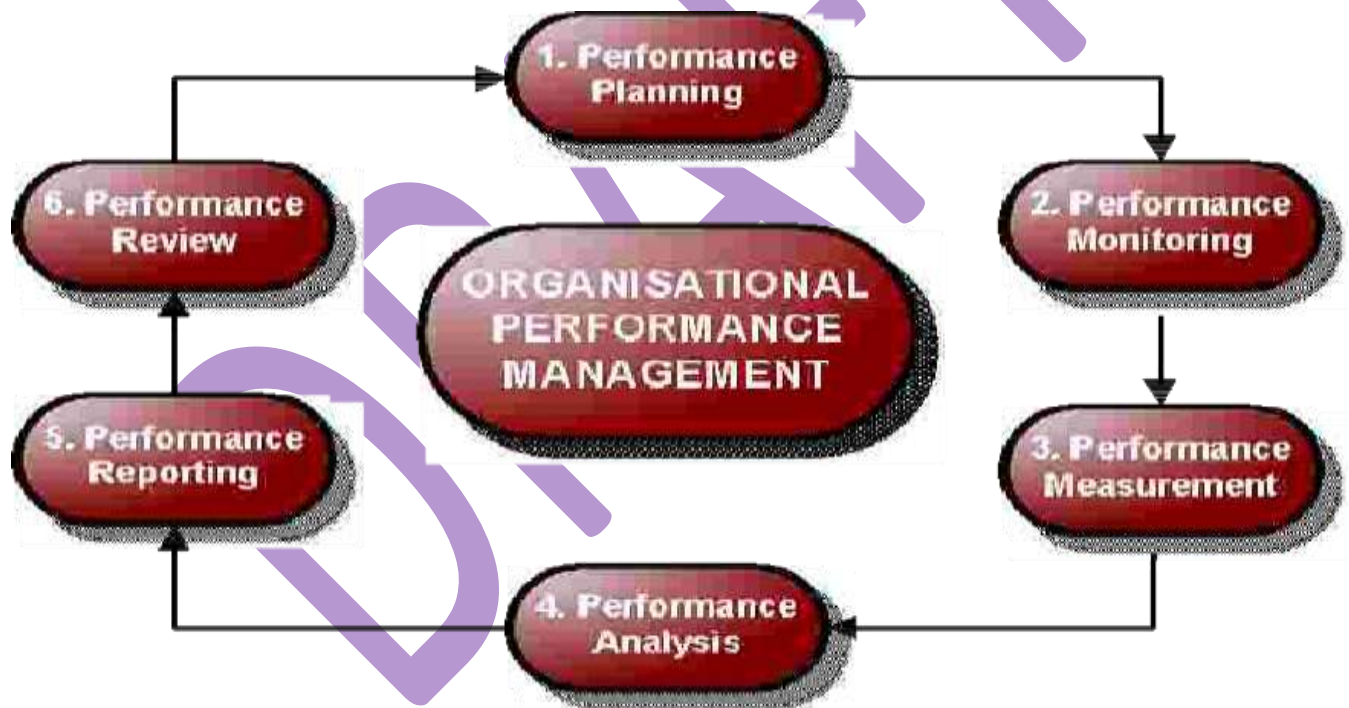 1. Performance
Planning
2. Performance
Monitoring
3. Performance
Measurement
4. Performance
Analysis
5. Performance
Reporting
6. Performance
Review
ORGANISATIONAL
PERFORMANCE
MANAGEMENT